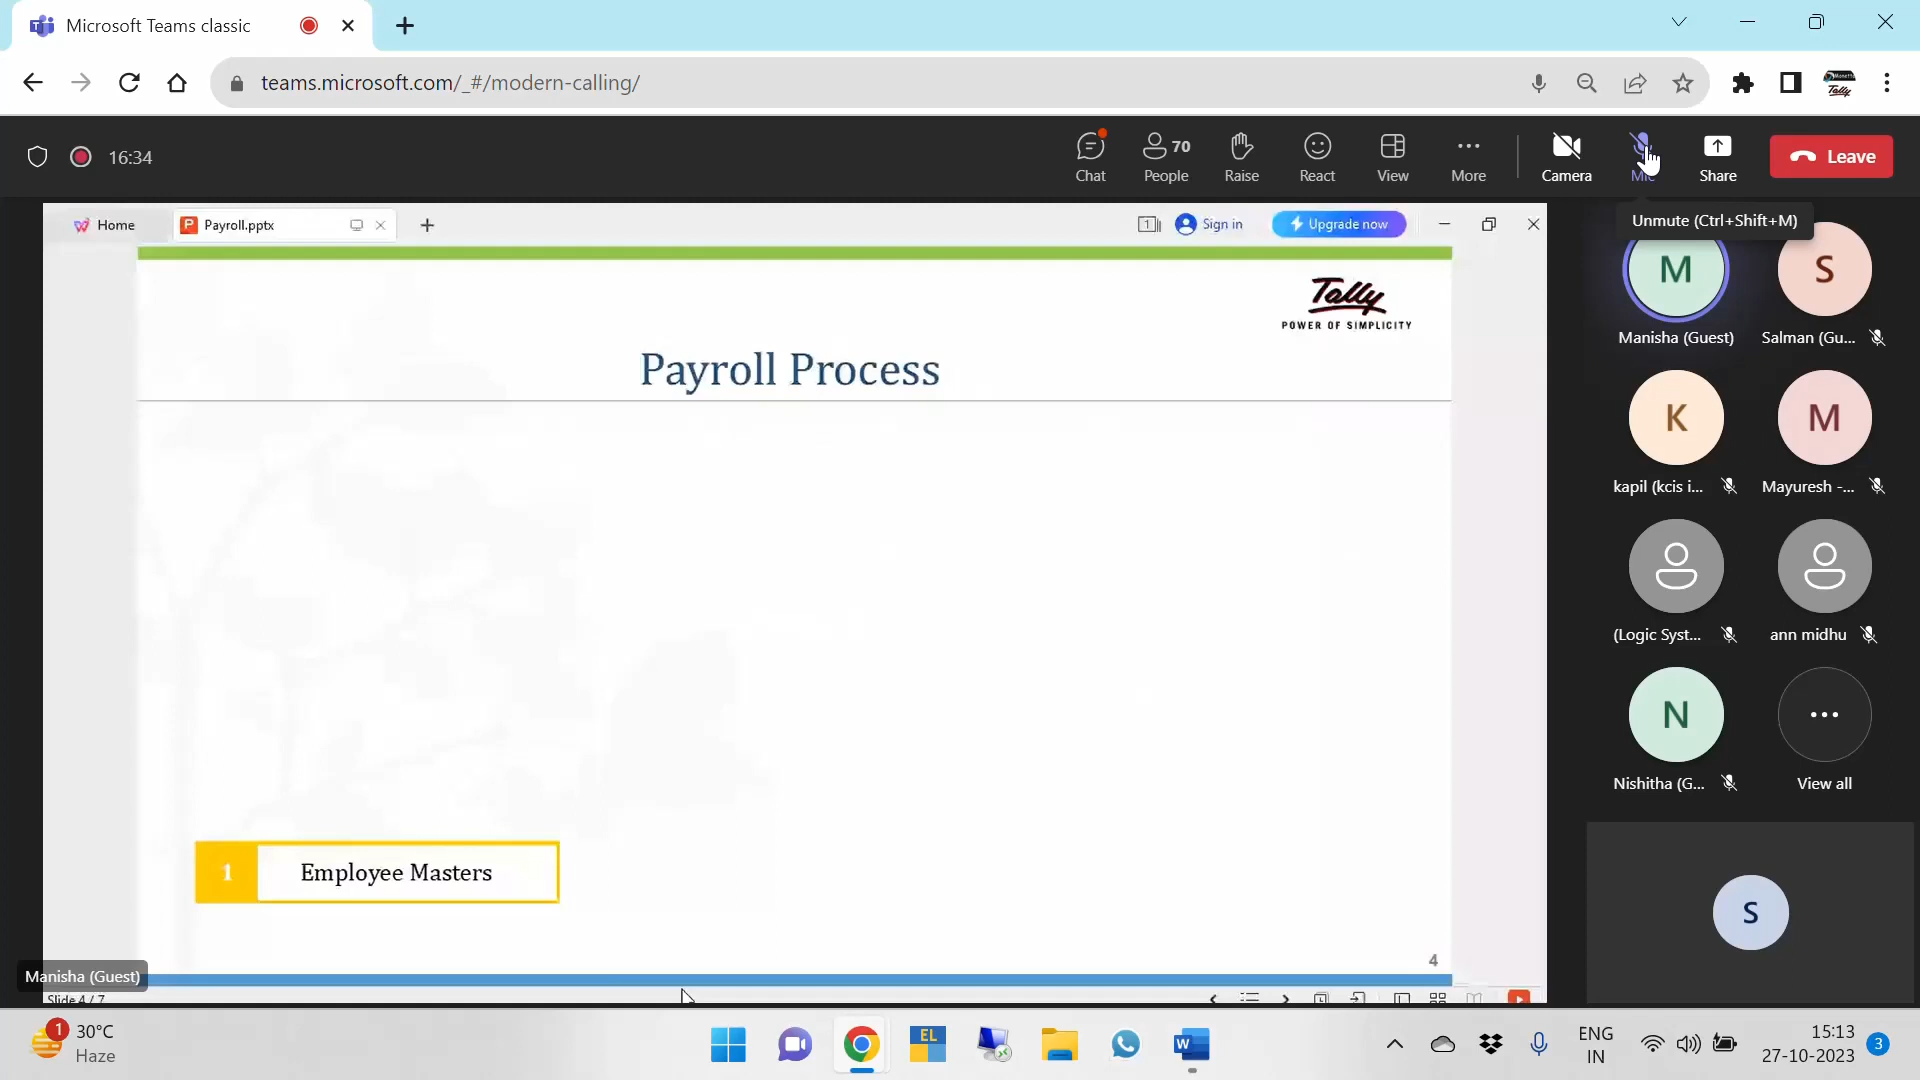 Microsoft Teams classic
teams.microsoft.com/_#/modern-calling/
16:34
Chat
70
People
Raise
React
View
More
Camera
Mic
Share
Leave
Unmute (Ctrl+Shift+M)
Home
Payroll.pptx
1
Sign in
Upgrade now
Tally
POWER OF SIMPLICITY
Payroll Process
1 Employee Masters
4
Manisha (Guest)
Slide 4 / 7
M
Manisha (Guest)
S
Salman (Gu...
K
kapil (kcis i...
M
Mayuresh -...
(Logic Syst...
ann midhu
N
Nishitha (G...
View all
S
1
30°C
Haze
EL
W
ENG
IN
15:13
27-10-2023
3